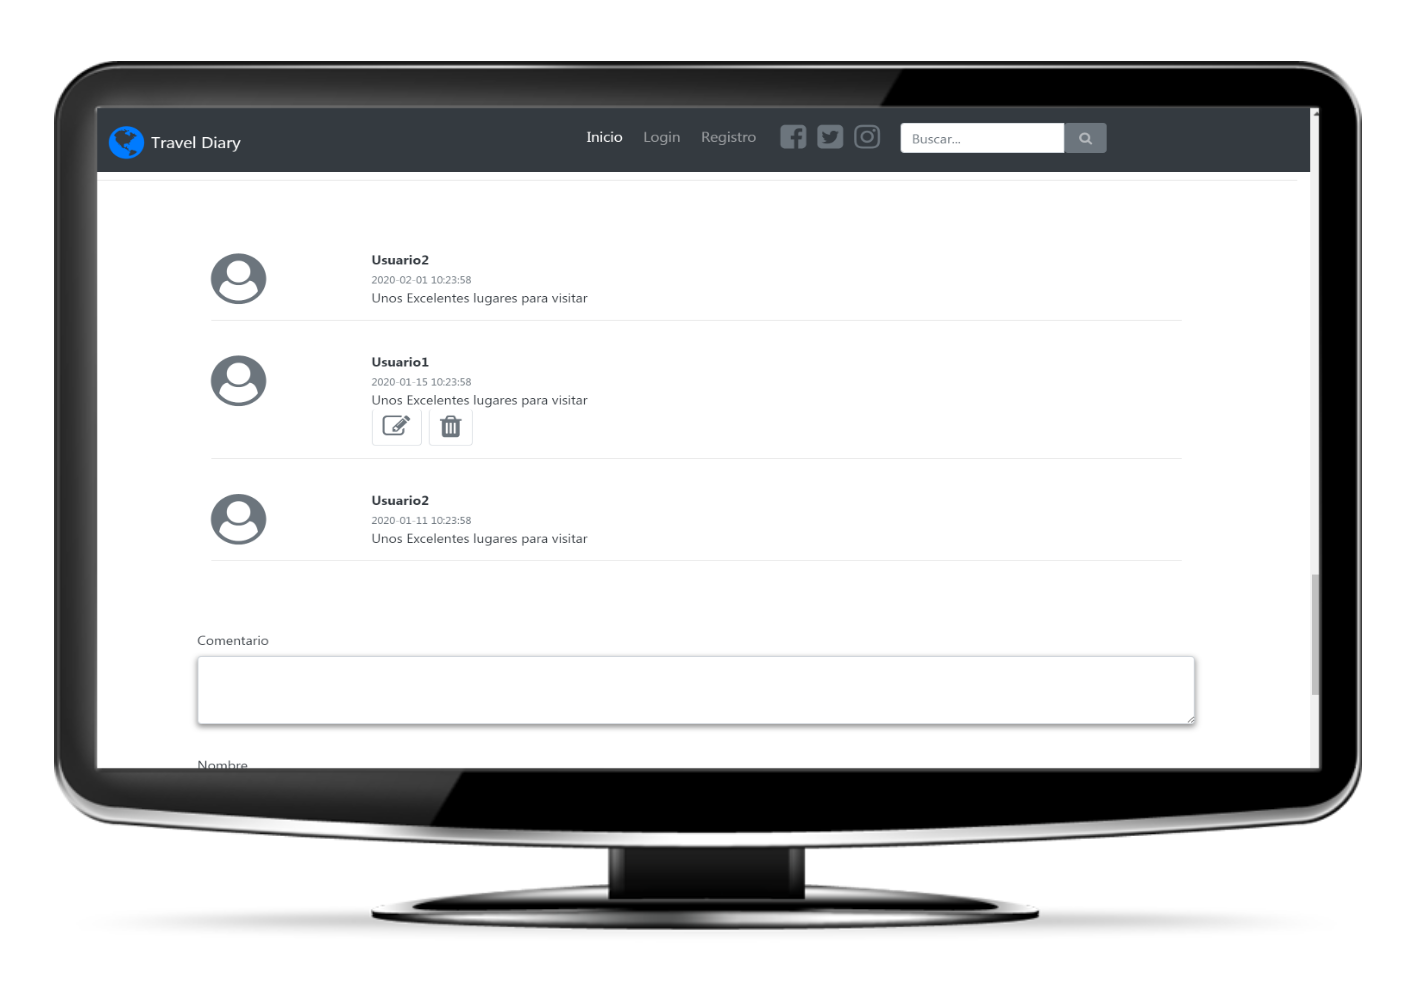 Travel Diary
Inicio Login Registro Buscar...
Usuario2
2020-02-01 10:23:58
Unos Excelentes lugares para visitar
Usuario1
2020-01-15 10:23:58
Unos Excelentes lugares para visitar
Usuario2
2020-01-11 10:23:58
Unos Excelentes lugares para visitar
Comentario
Nombre